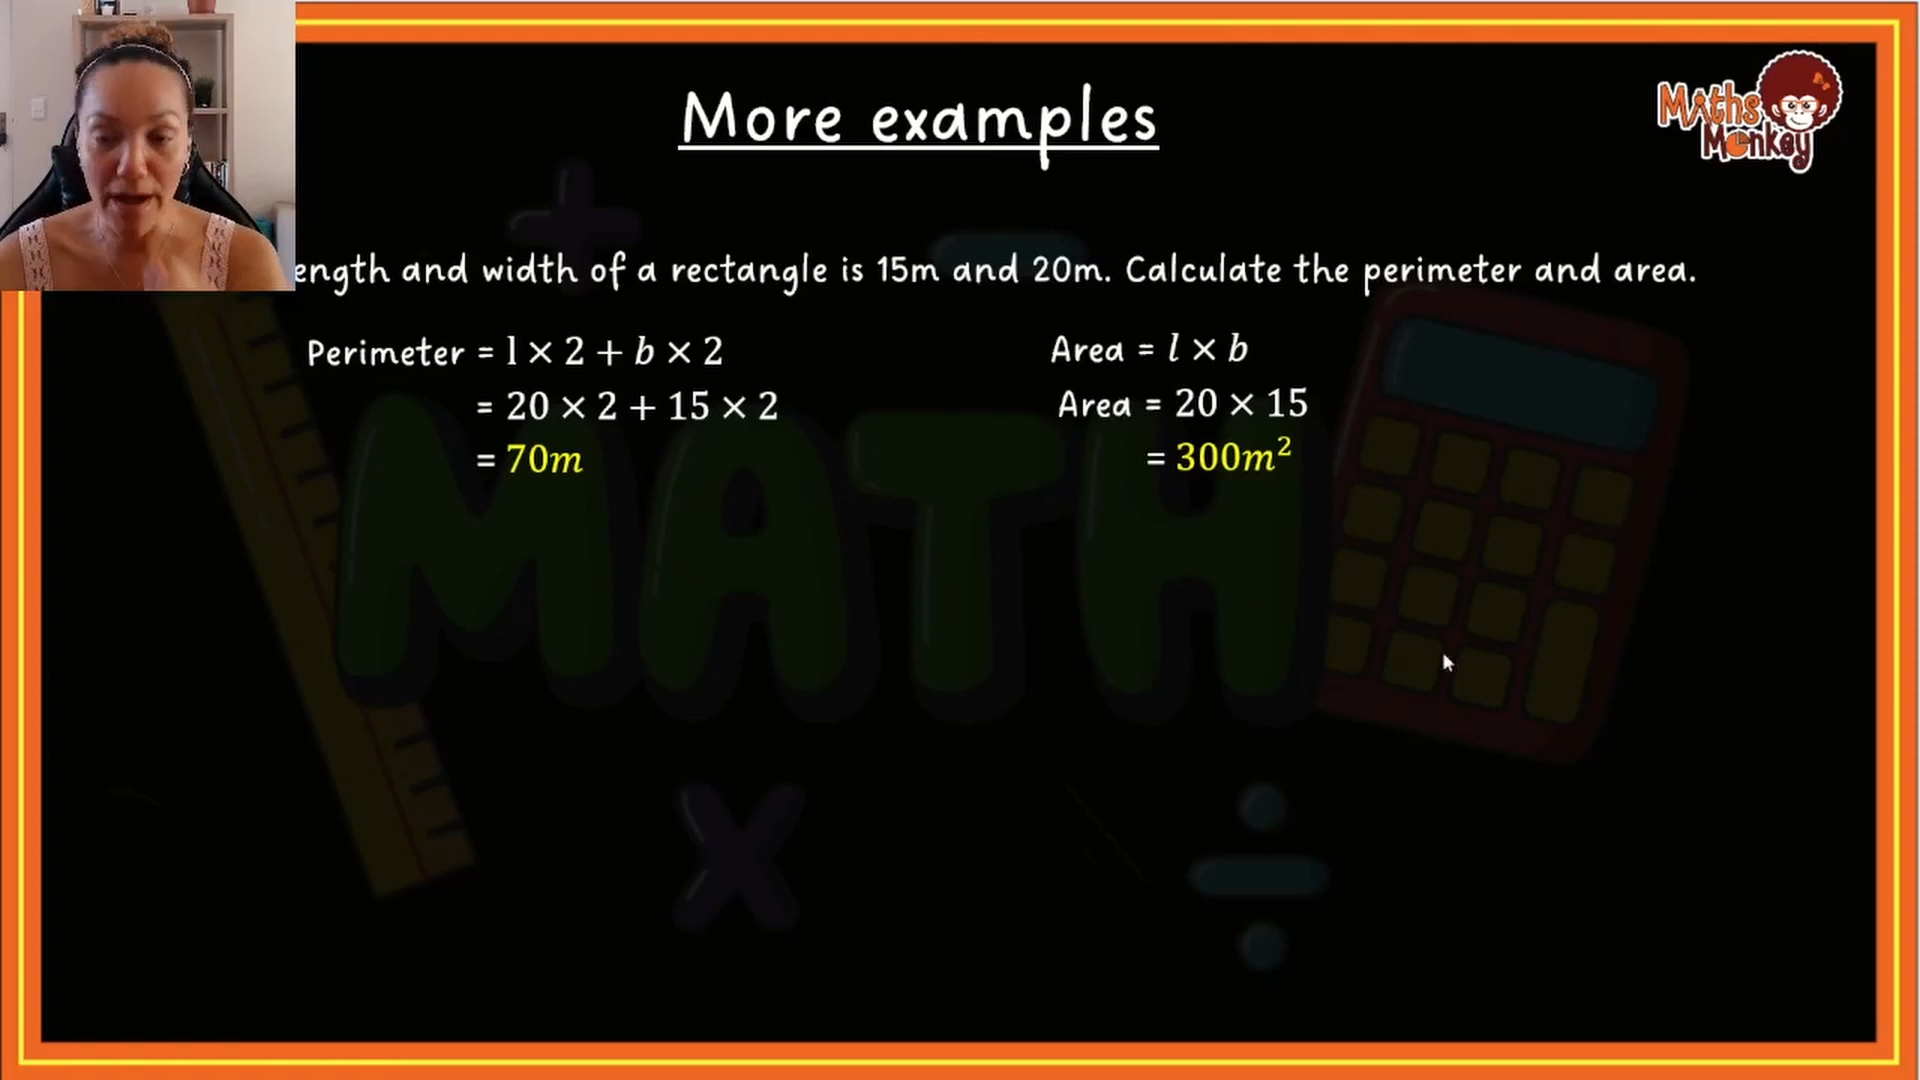 More examples
Maths
Monkey
ength and width of a rectangle is 15m and 20m. Calculate the perimeter and area.
Perimeter = l × 2 + b × 2
= 20 × 2 + 15 × 2
= 70m
Area = l × b
Area = 20 × 15
= 300m²
MATH